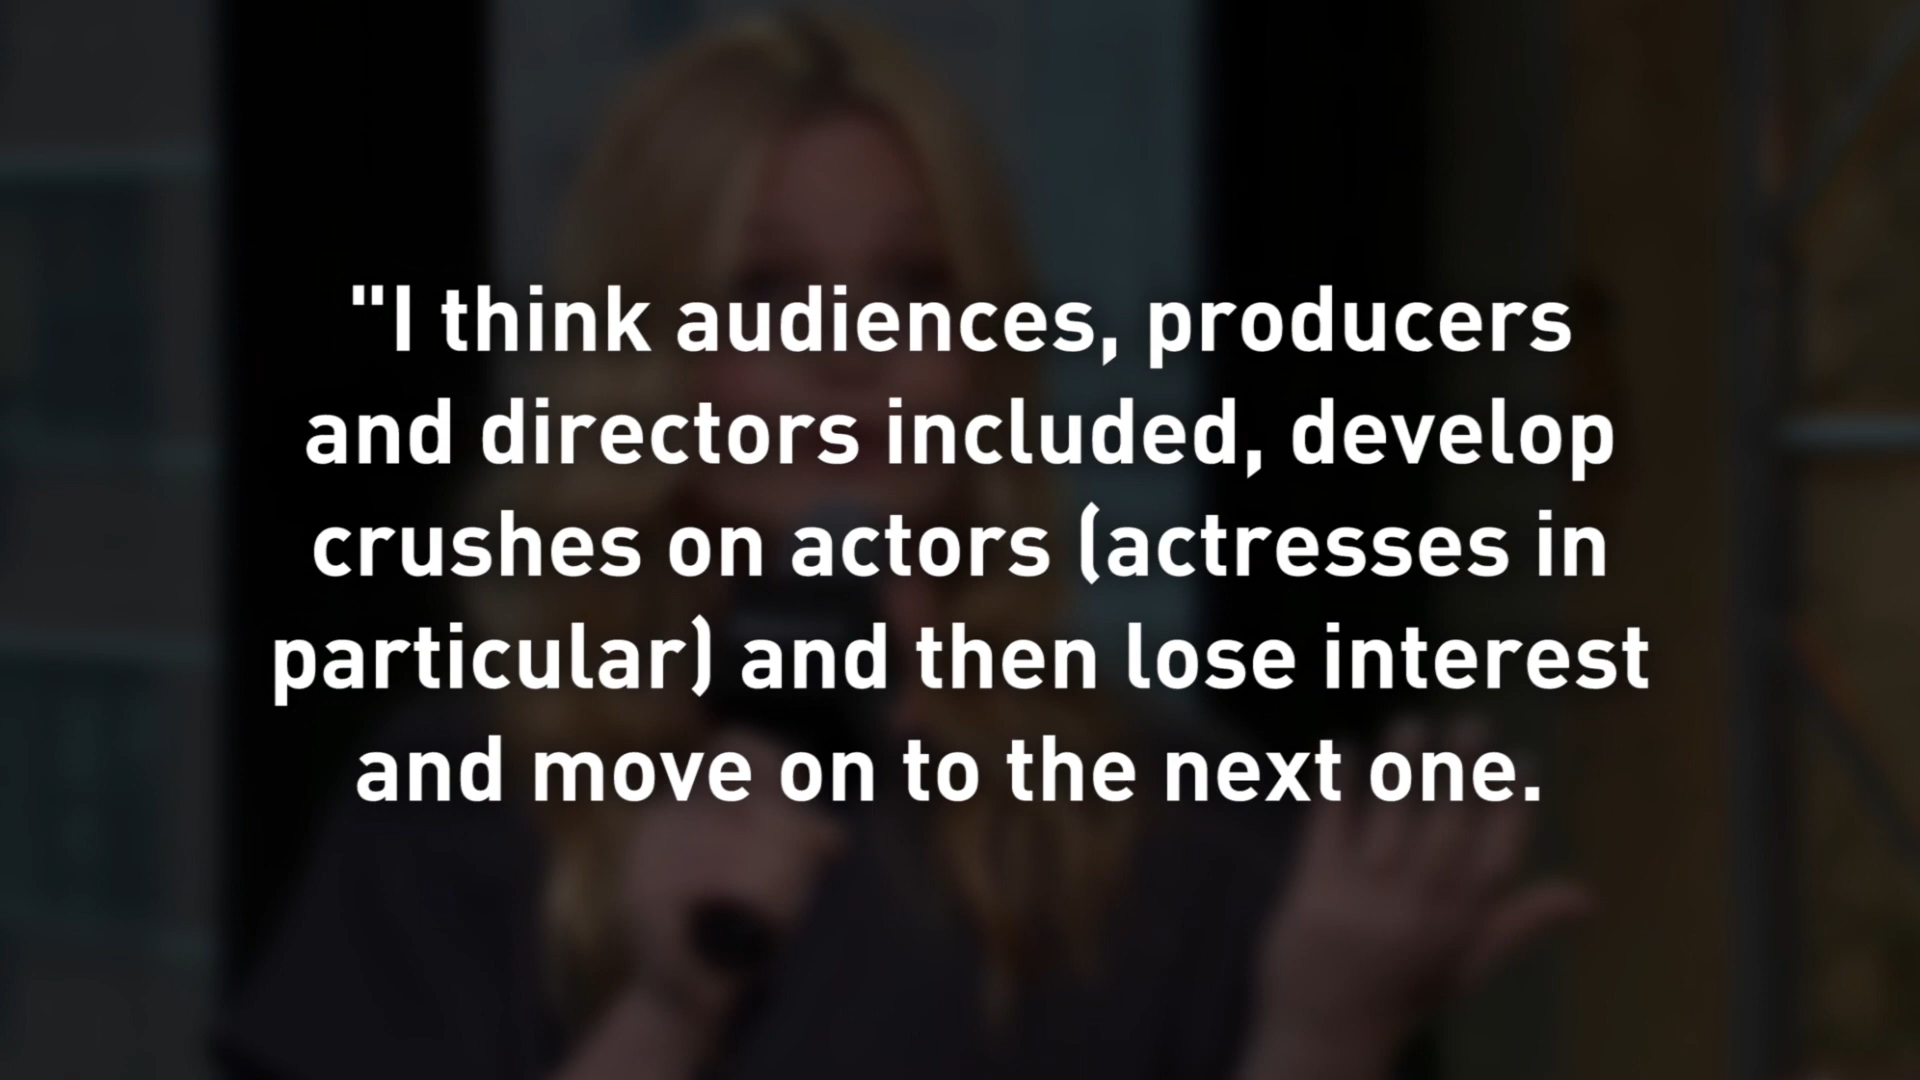 "I think audiences, producers
and directors included, develop
crushes on actors (actresses in
particular) and then lose interest
and move on to the next one.